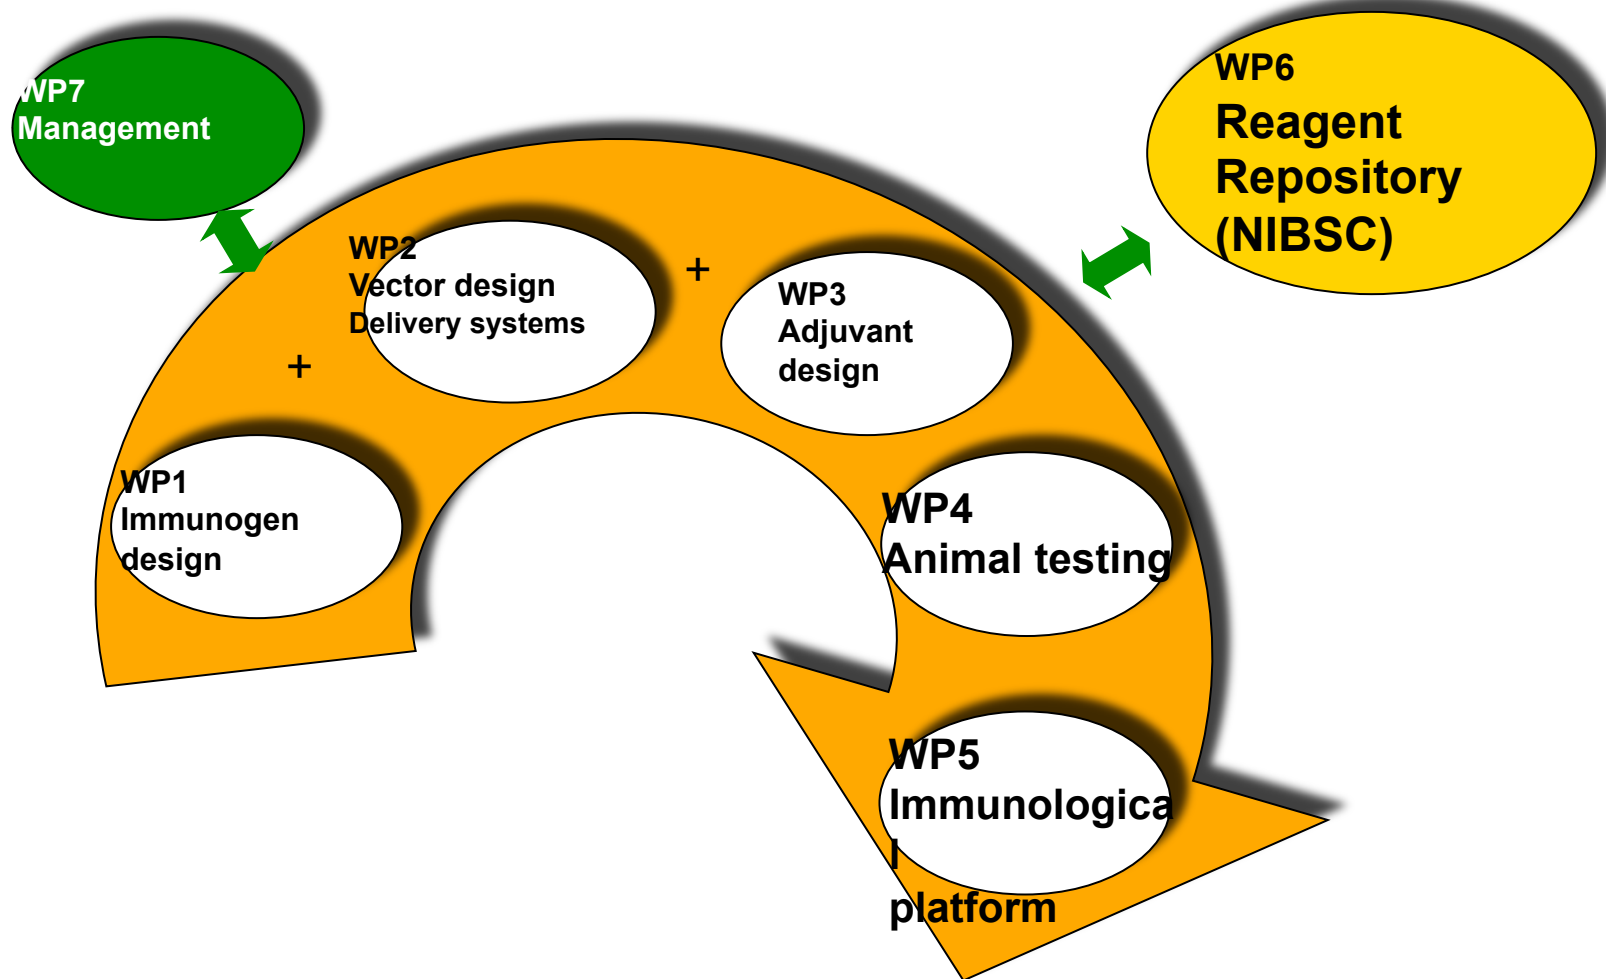 WP7
Management
WP6
Reagent
Repository
(NIBSC)
WP2
Vector design
Delivery systems
+
WP3
Adjuvant
design
+
WP1
Immunogen
design
WP4
Animal testing
WP5
Immunologica
l
platform